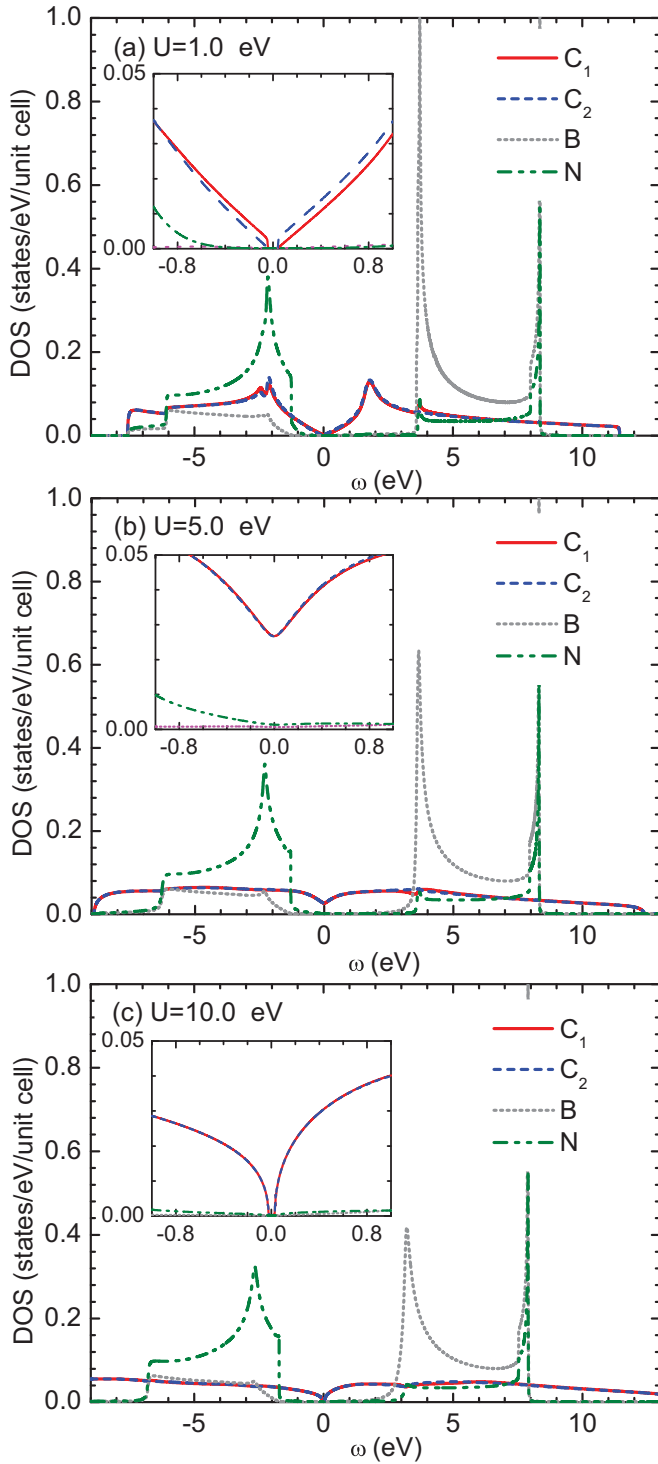 (a) U=1.0 eV
C1
C2
B
N
0.05
0.00
-0.8
0.0
0.8
DOS (states/eV/unit cell)
1.0
0.8
0.6
0.4
0.2
0.0
-5
0
5
10
ω (eV)
(b) U=5.0 eV
C1
C2
B
N
0.05
0.00
-0.8
0.0
0.8
DOS (states/eV/unit cell)
1.0
0.8
0.6
0.4
0.2
0.0
-5
0
5
10
ω (eV)
(c) U=10.0 eV
C1
C2
B
N
0.05
0.00
-0.8
0.0
0.8
DOS (states/eV/unit cell)
1.0
0.8
0.6
0.4
0.2
0.0
-5
0
5
10
ω (eV)